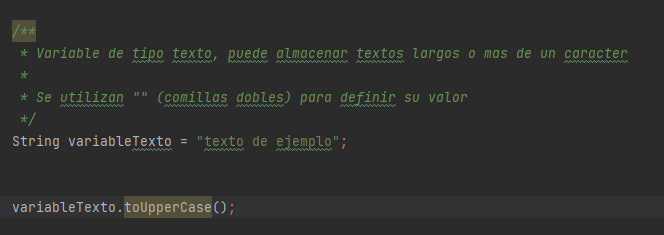 /**
 * Variable de tipo texto, puede almacenar textos largos o mas de un caracter
 *
 * Se utilizan "" (comillas dobles) para definir su valor
 */
String variableTexto = "texto de ejemplo";
variableTexto.toUpperCase();